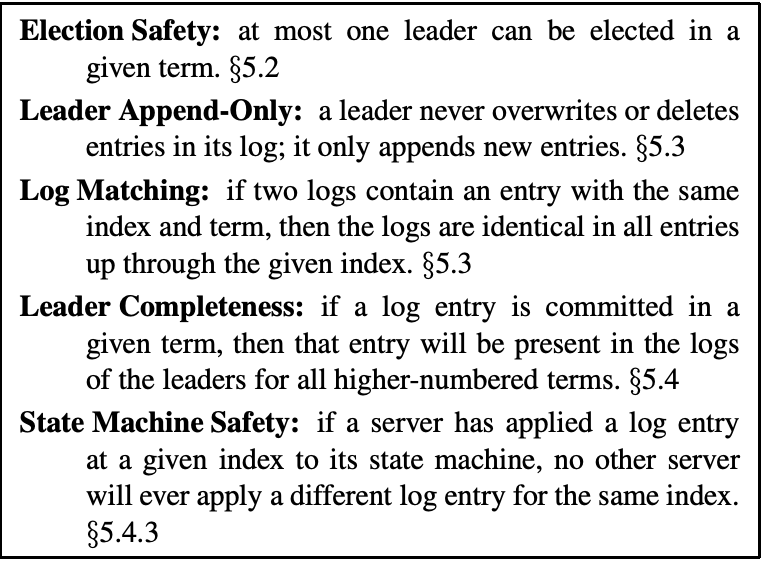 Election Safety: at most one leader can be elected in a
given term. §5.2
Leader Append-Only: a leader never overwrites or deletes
entries in its log; it only appends new entries. §5.3
Log Matching: if two logs contain an entry with the same
index and term, then the logs are identical in all entries
up through the given index. §5.3
Leader Completeness: if a log entry is committed in a
given term, then that entry will be present in the logs
of the leaders for all higher-numbered terms. §5.4
State Machine Safety: if a server has applied a log entry
at a given index to its state machine, no other server
will ever apply a different log entry for the same index.
§5.4.3